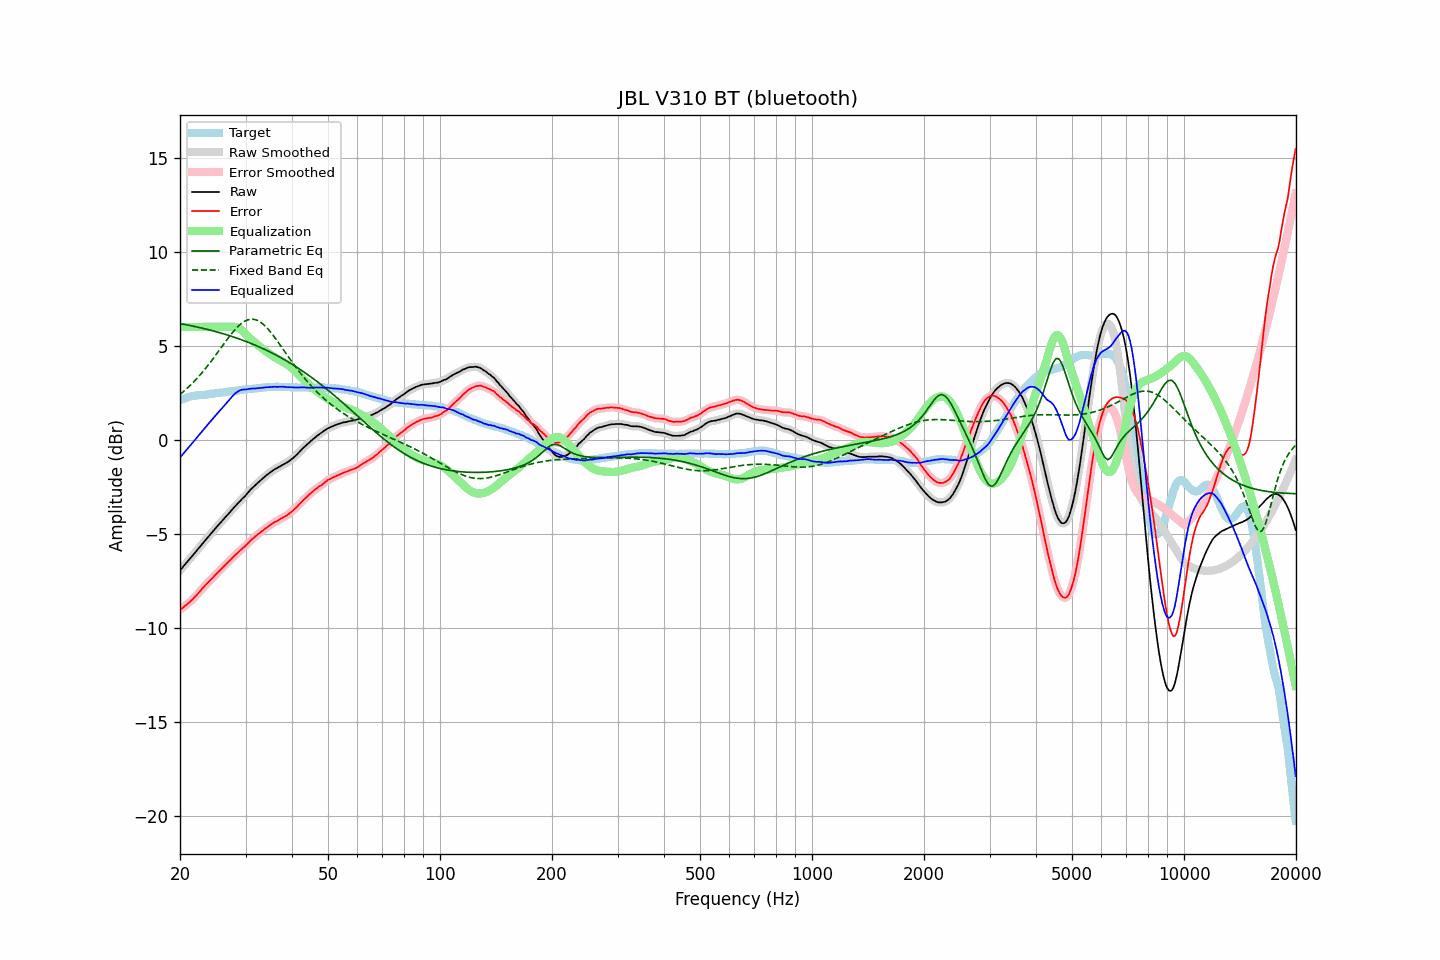 JBL V310 BT (bluetooth)
Target
Raw Smoothed
Error Smoothed
Raw
Error
Equalization
Parametric Eq
Fixed Band Eq
Equalized
15
10
5
0
−5
−10
−15
−20
Amplitude (dBr)
20 50 100 200 500 1000 2000 5000 10000 20000
Frequency (Hz)